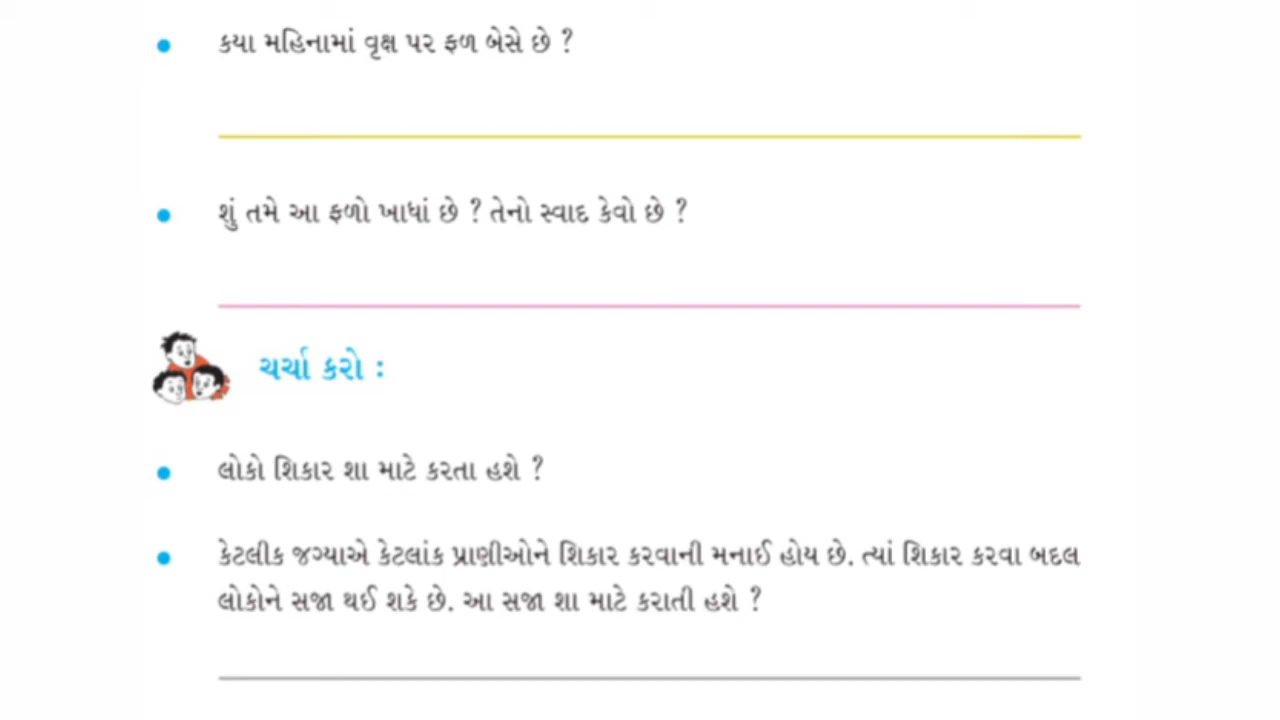 કયા મહિનામાં વૃક્ષ પર ફળ બેસે છે ?
શું તમે આ ફળો ખાધાં છે ? તેનો સ્વાદ કેવો છે ?
ચર્ચા કરો :
લોકો શિકાર શા માટે કરતા હશે ?
કેટલીક જગ્યાએ કેટલાંક પ્રાણીઓને શિકાર કરવાની મનાઈ હોય છે. ત્યાં શિકાર કરવા બદલ
લોકોને સજા થઈ શકે છે. આ સજા શા માટે કરાતી હશે ?